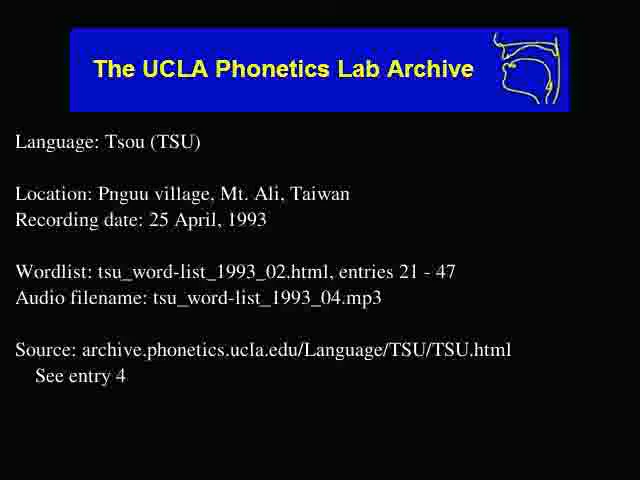 The UCLA Phonetics Lab Archive
Language: Tsou (TSU)
Location: Pnguu village, Mt. Ali, Taiwan
Recording date: 25 April, 1993
Wordlist: tsu_word-list_1993_02.html, entries 21 - 47
Audio filename: tsu_word-list_1993_04.mp3
Source: archive.phonetics.ucla.edu/Language/TSU/TSU.html
See entry 4